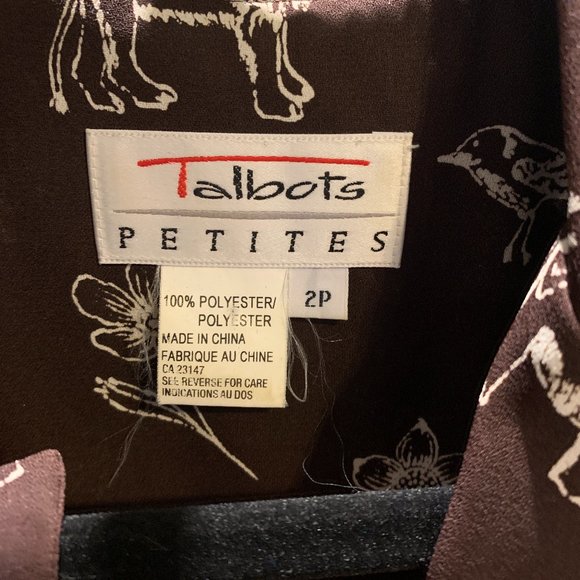 Talbots
PETITES
2P
100% POLYESTER/
POLYESTER
MADE IN CHINA
FABRIQUE AU CHINE
CA 23147
SEE REVERSE FOR CARE
INDICATIONS AU DOS